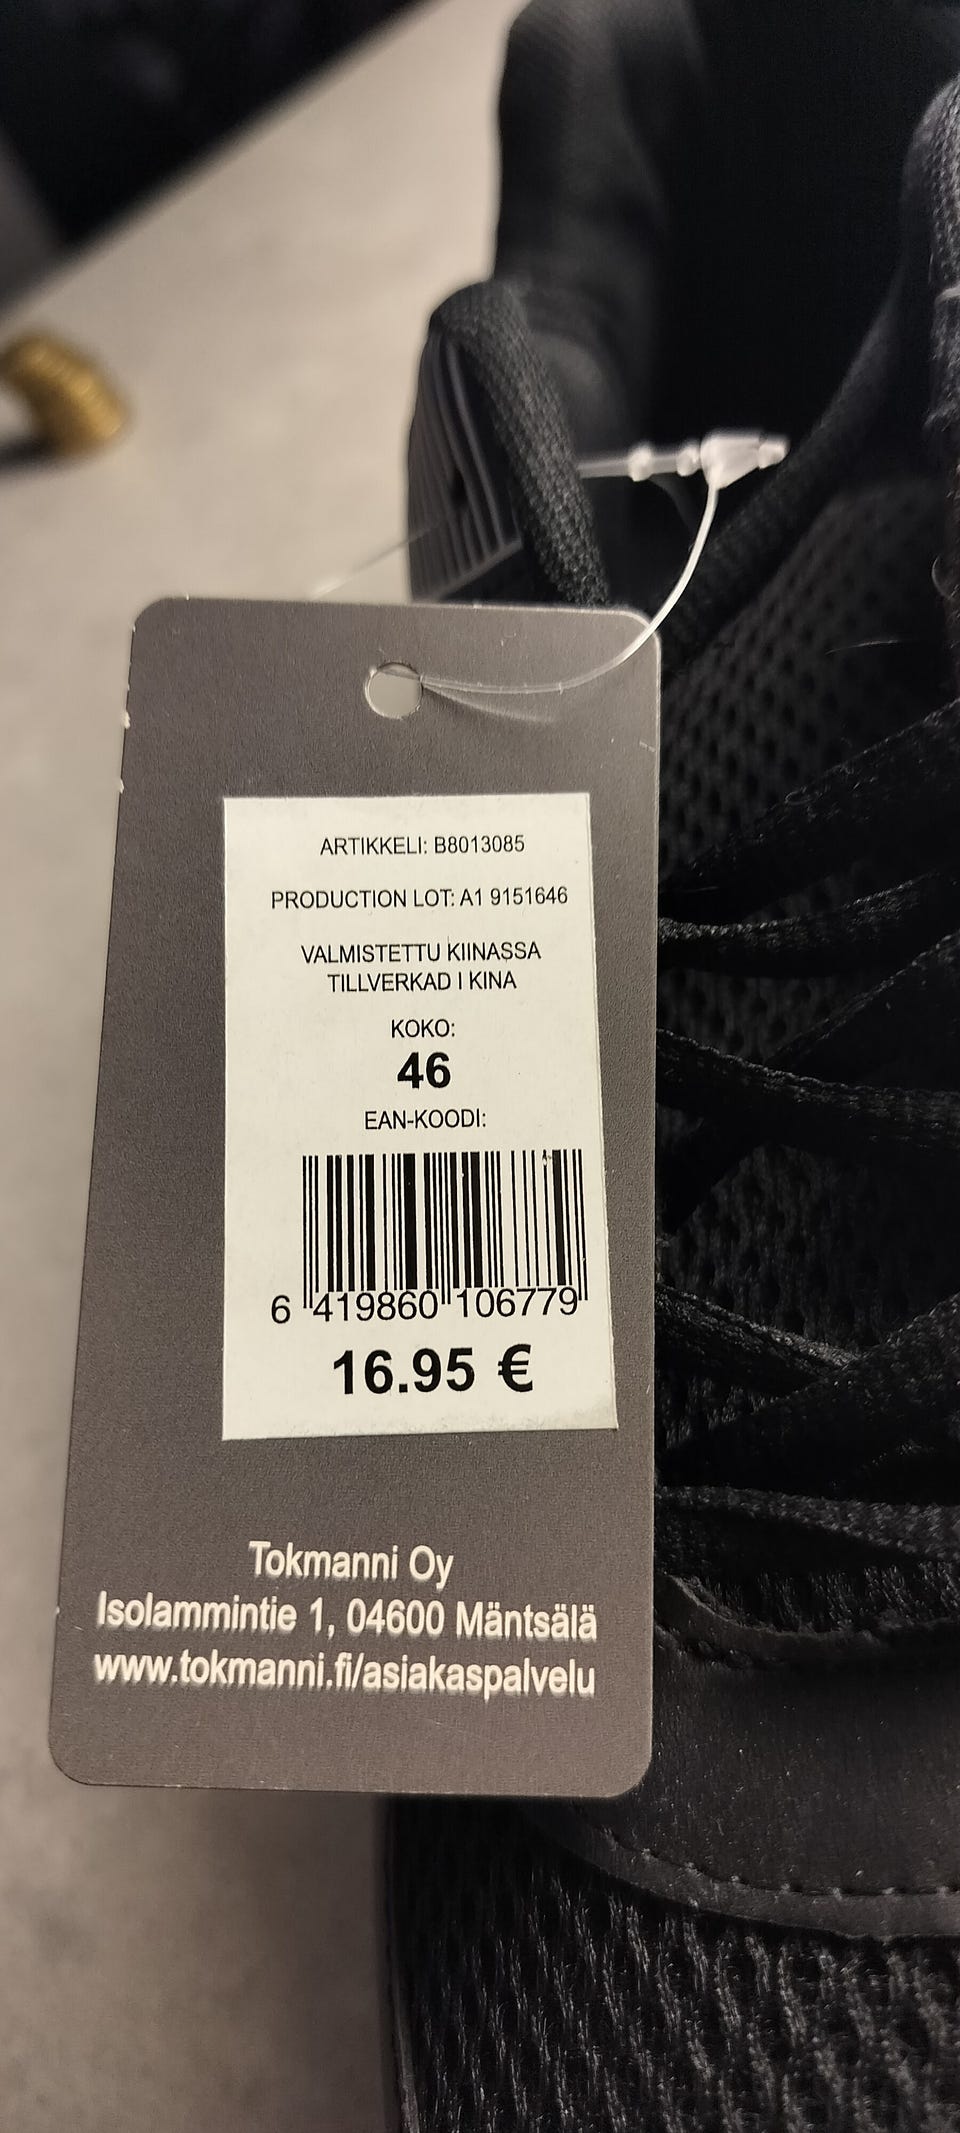 ARTIKKELI: B8013085
PRODUCTION LOT: A1 9151646
VALMISTETTU KIINASSA
TILLVERKAD I KINA
KOKO:
46
EAN-KOODI:
6 419860 106779
16.95 €
Tokmanni Oy
Isolammintie 1, 04600 Mäntsälä
www.tokmanni.fi/asiakaspalvelu